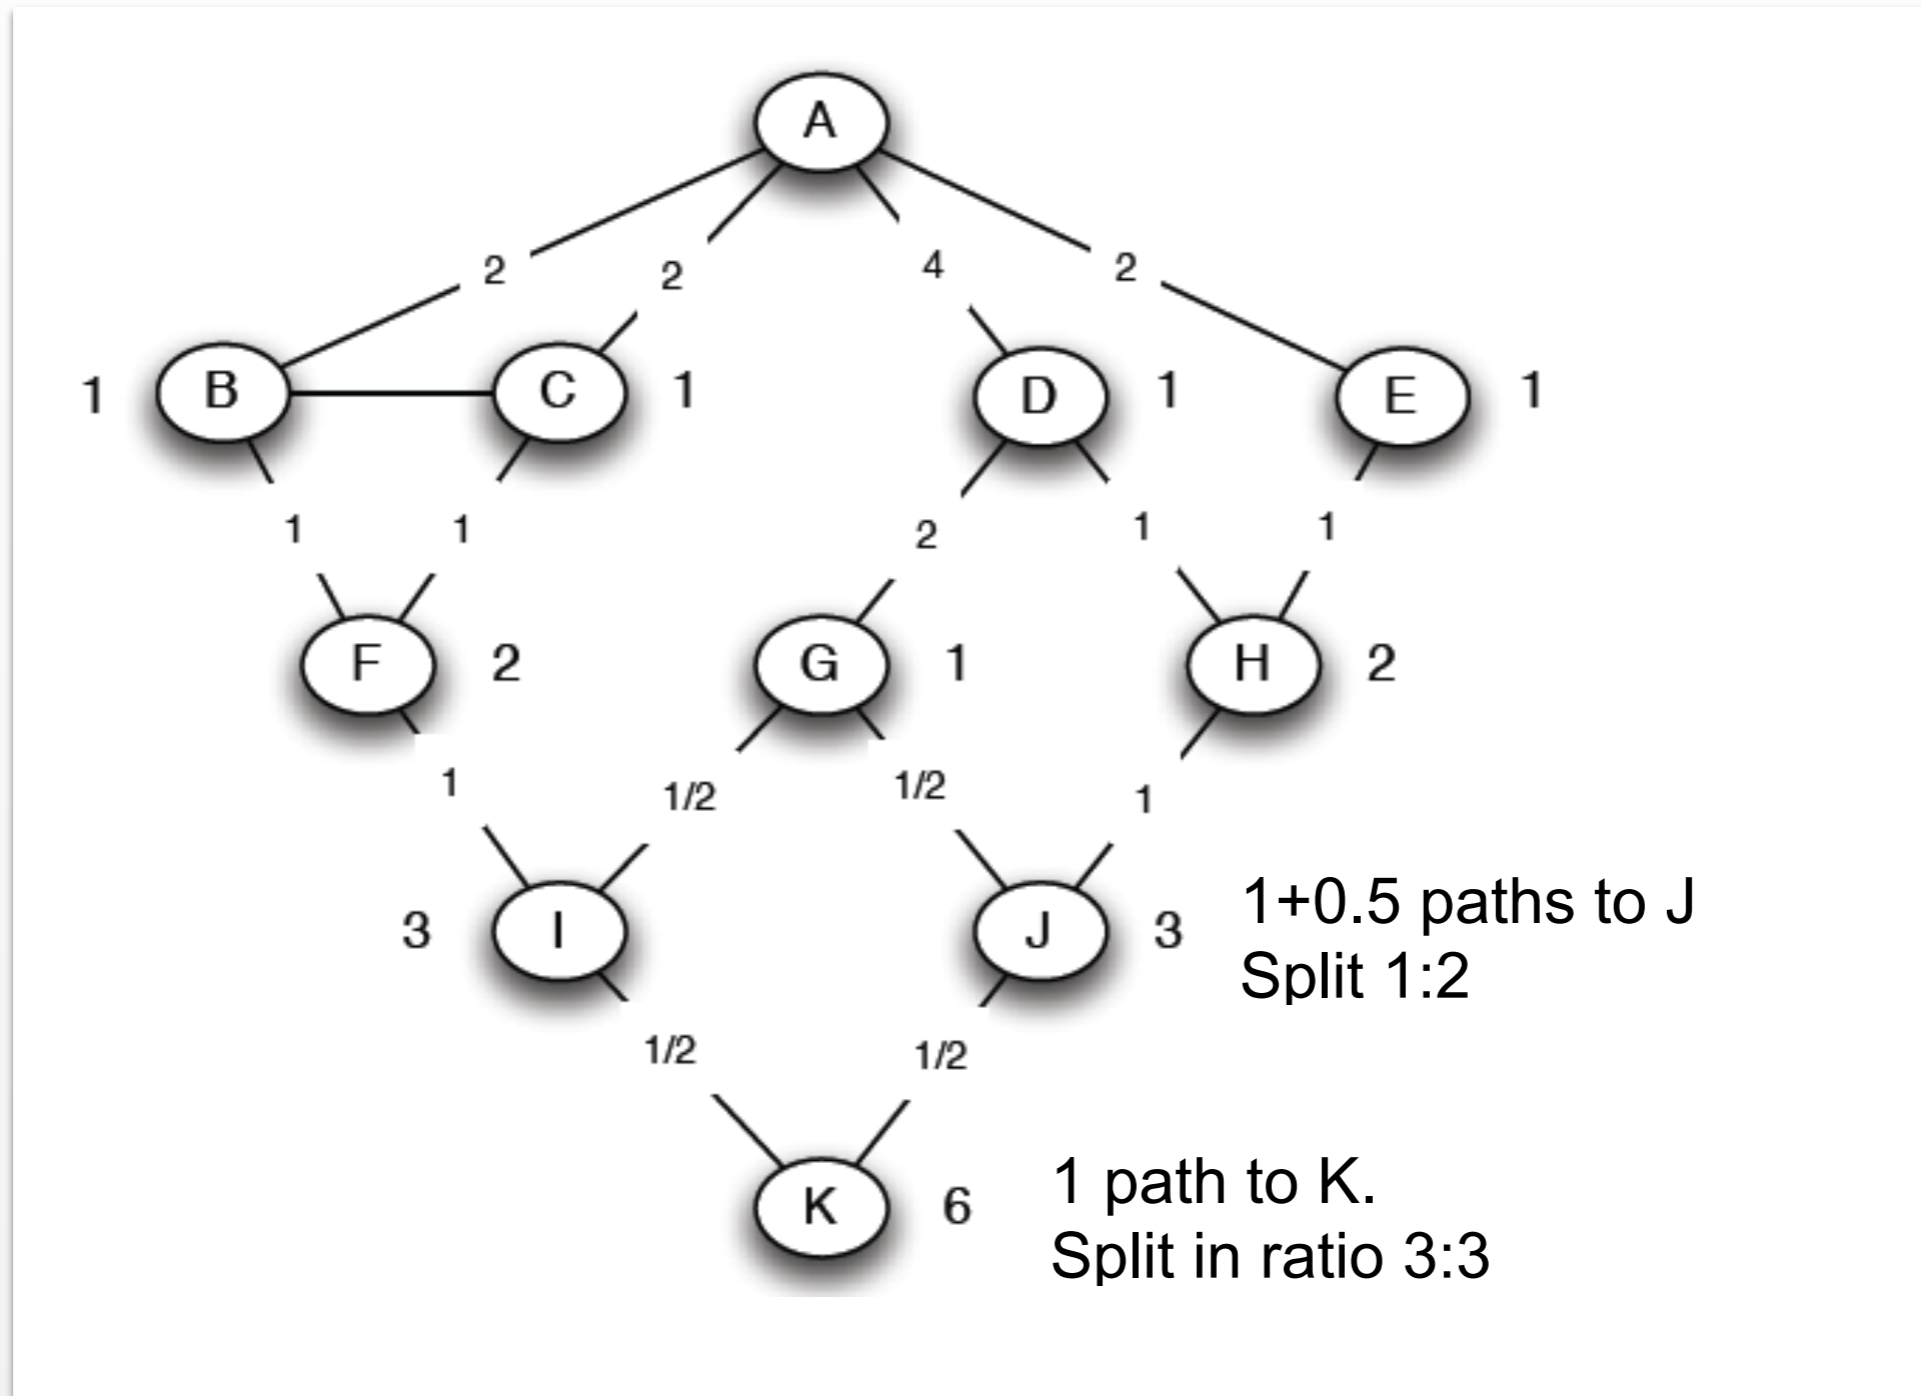 A
2 2 4 2
1 B C 1 D 1 E 1
1 1 2 1 1
F 2 G 1 H 2
1 1/2 1/2 1
3 I J 3
1+0.5 paths to J
Split 1:2
1/2 1/2
K 6
1 path to K.
Split in ratio 3:3